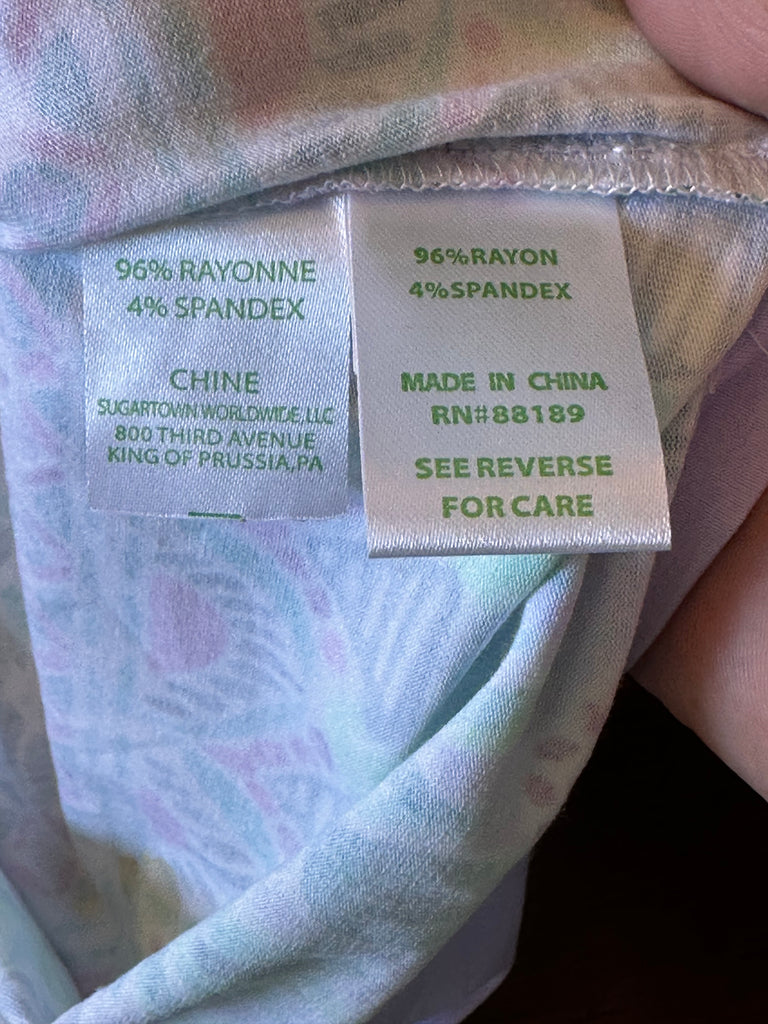 96% RAYONNE
4% SPANDEX
CHINE
SUGARTOWN WORLDWIDE, LLC
800 THIRD AVENUE
KING OF PRUSSIA,PA
96%RAYON
4%SPANDEX
MADE IN CHINA
RN#88189
SEE REVERSE
FOR CARE